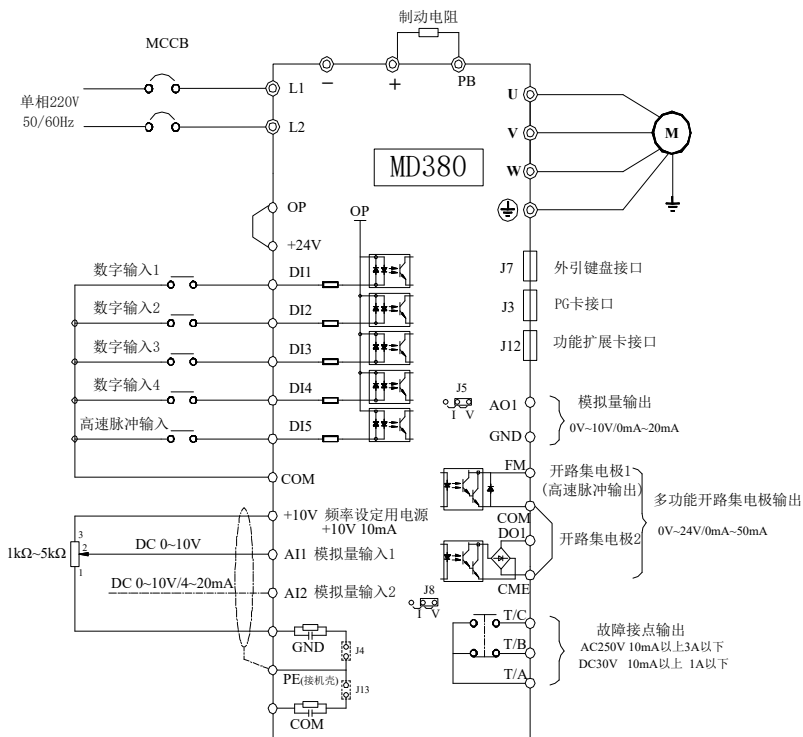 制动电阻
MCCB
L1
−
+
PB
单相220V
50/60Hz
L2
U
V
M
W
MD380
OP
OP
+24V
数字输入1
DI1
J7
外引键盘接口
数字输入2
DI2
J3
PG卡接口
数字输入3
DI3
J12
功能扩展卡接口
数字输入4
DI4
J5
I V
AO1
模拟量输出
0V~10V/0mA~20mA
高速脉冲输入
DI5
GND
COM
FM
开路集电极1
(高速脉冲输出)
多功能开路集电极输出
0V~24V/0mA~50mA
COM
DO1
开路集电极2
CME
+10V 频率设定用电源
+10V 10mA
1kΩ~5kΩ
3
2
1
DC 0~10V
AI1 模拟量输入1
DC 0~10V/4~20mA
AI2 模拟量输入2
J8
I V
GND
J4
PE(接机壳)
J13
COM
T/C
T/B
T/A
故障接点输出
AC250V 10mA以上3A以下
DC30V 10mA以上 1A以下